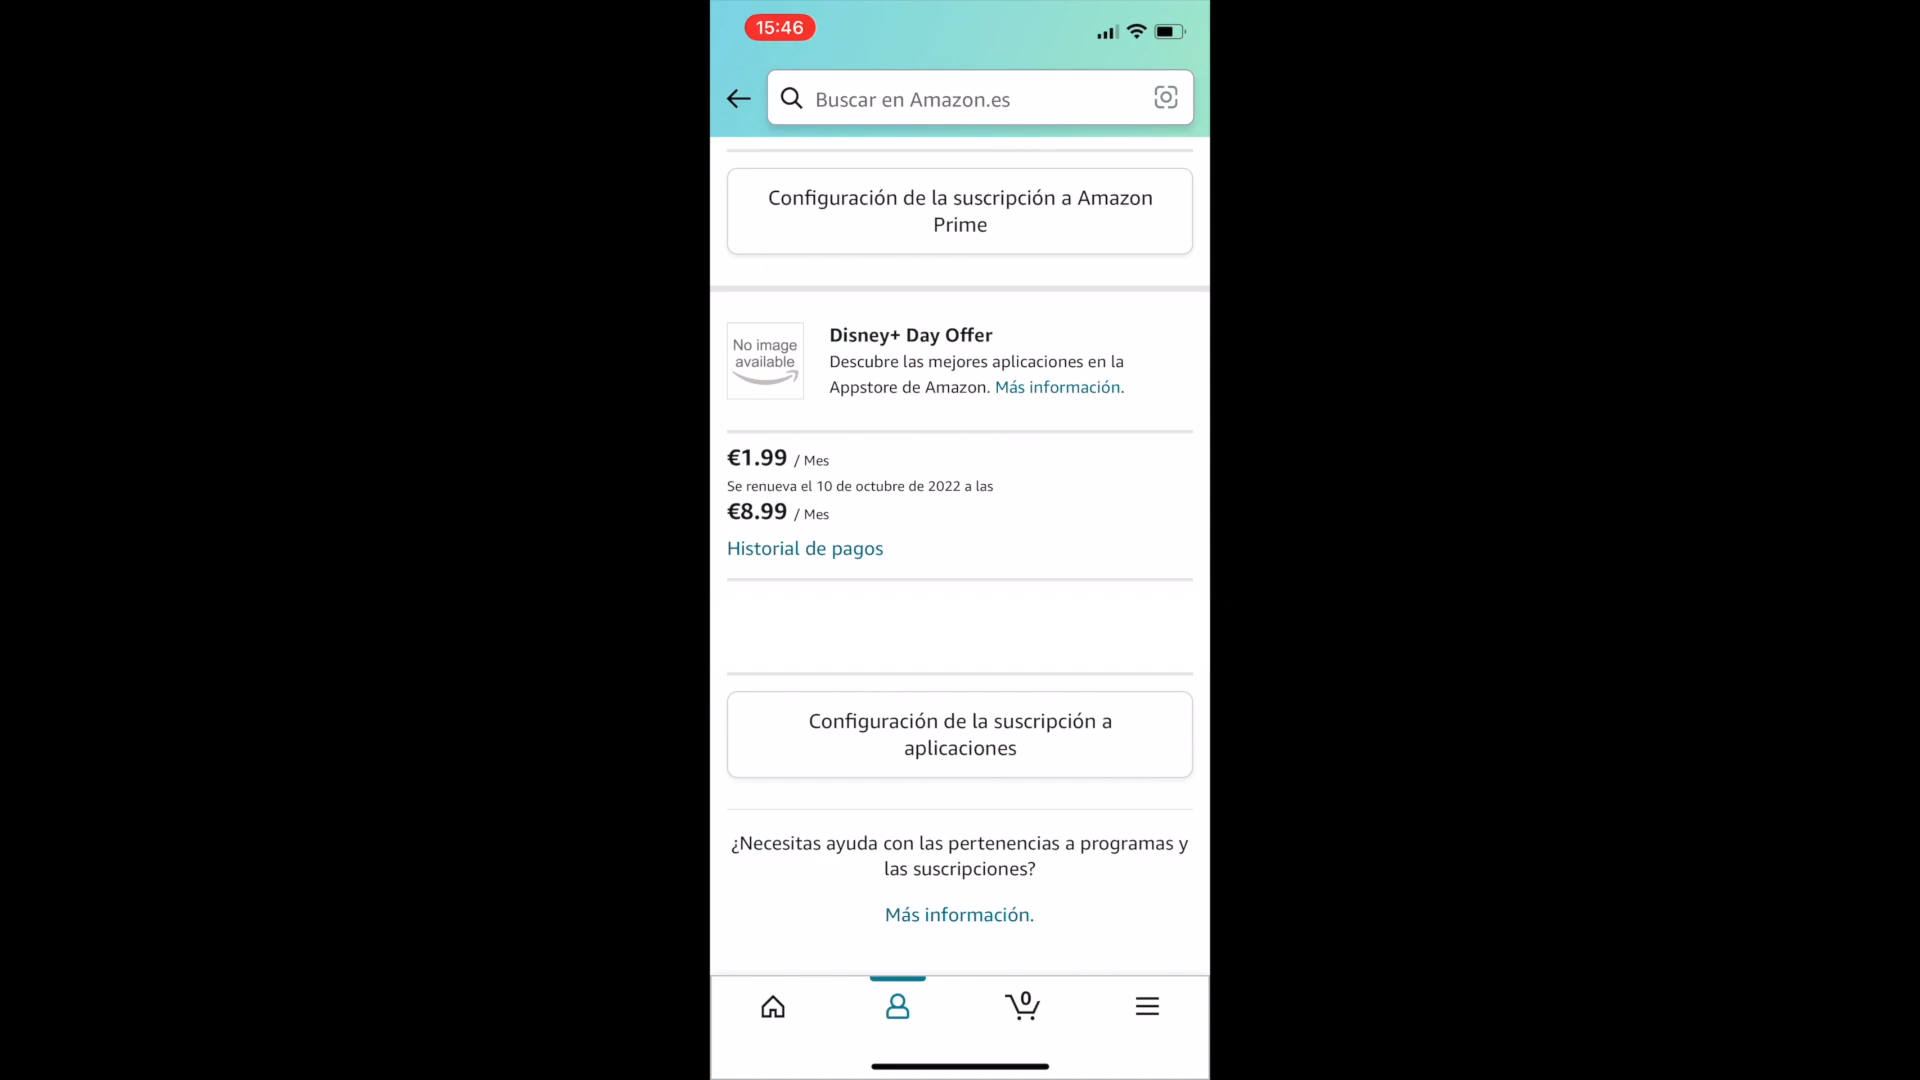 15:46
Buscar en Amazon.es
Configuración de la suscripción a Amazon
Prime
No image
available
Disney+ Day Offer
Descubre las mejores aplicaciones en la
Appstore de Amazon. Más información.
€1.99 / Mes
Se renueva el 10 de octubre de 2022 a las
€8.99 / Mes
Historial de pagos
Configuración de la suscripción a
aplicaciones
¿Necesitas ayuda con las pertenencias a programas y
las suscripciones?
Más información.
0